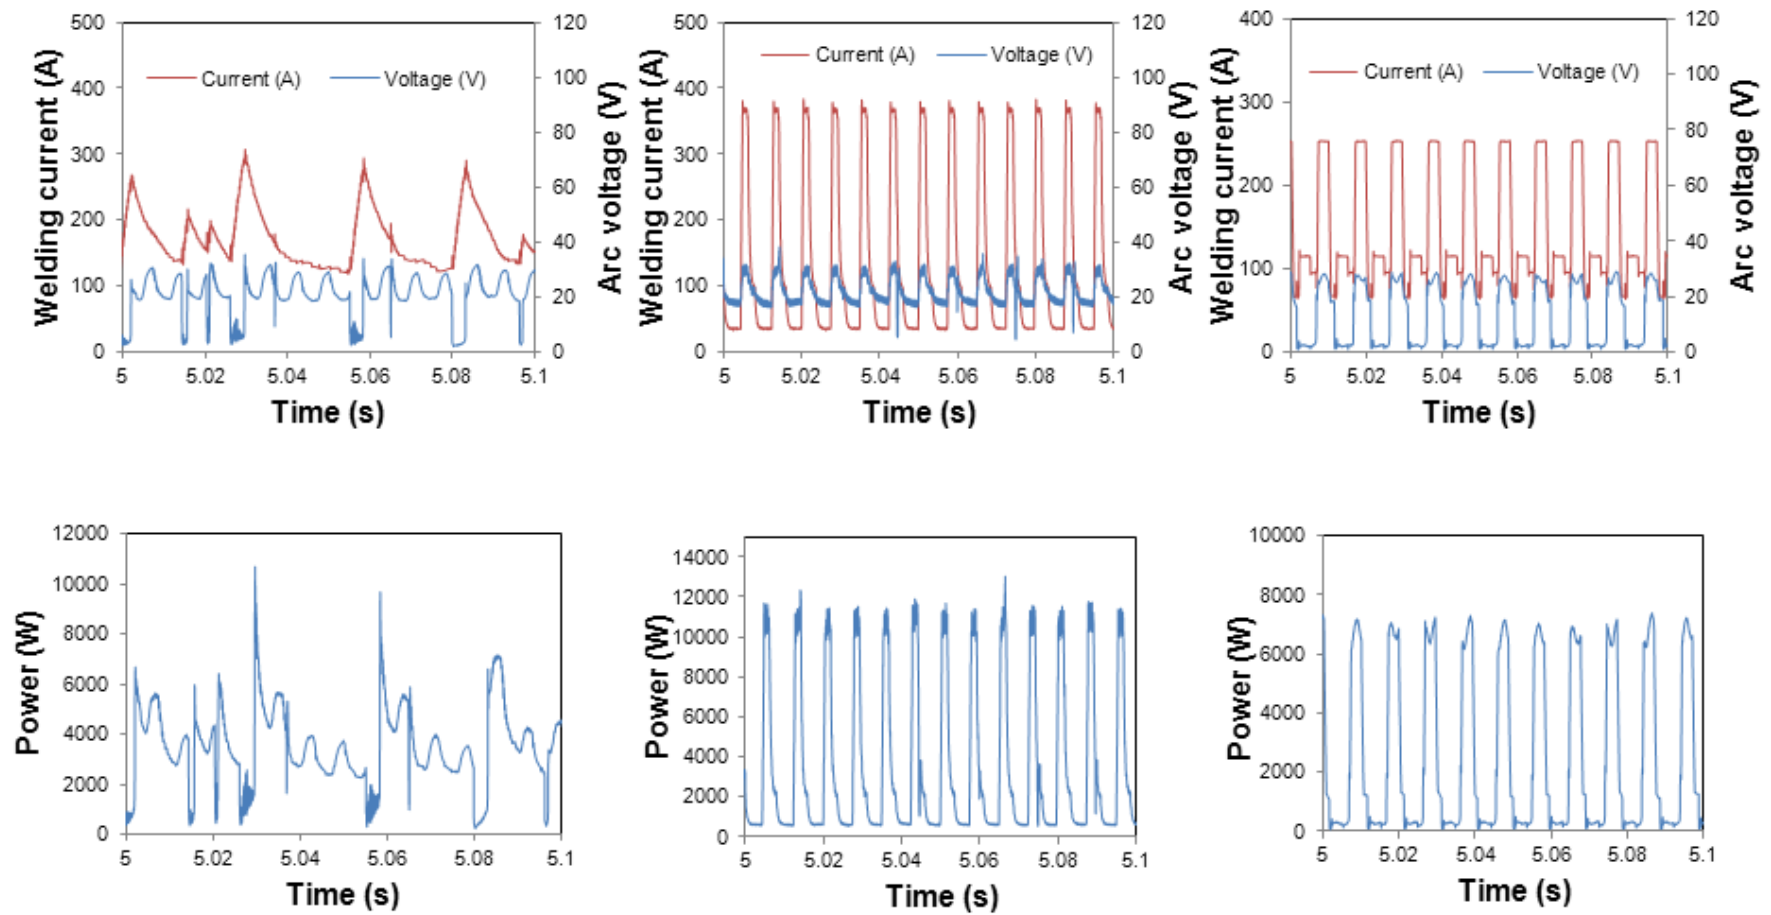 500
400
300
200
100
0
Welding current (A)
Current (A) Voltage (V)
120
100
80
60
40
20
0
Arc voltage (V)
5 5.02 5.04 5.06 5.08 5.1
Time (s)
500
400
300
200
100
0
Welding current (A)
Current (A) Voltage (V)
120
100
80
60
40
20
0
Arc voltage (V)
5 5.02 5.04 5.06 5.08 5.1
Time (s)
400
300
200
100
0
Welding current (A)
Current (A) Voltage (V)
120
100
80
60
40
20
0
Arc voltage (V)
5 5.02 5.04 5.06 5.08 5.1
Time (s)
12000
10000
8000
6000
4000
2000
0
Power (W)
5 5.02 5.04 5.06 5.08 5.1
Time (s)
14000
12000
10000
8000
6000
4000
2000
0
Power (W)
5 5.02 5.04 5.06 5.08 5.1
Time (s)
10000
8000
6000
4000
2000
0
Power (W)
5 5.02 5.04 5.06 5.08 5.1
Time (s)